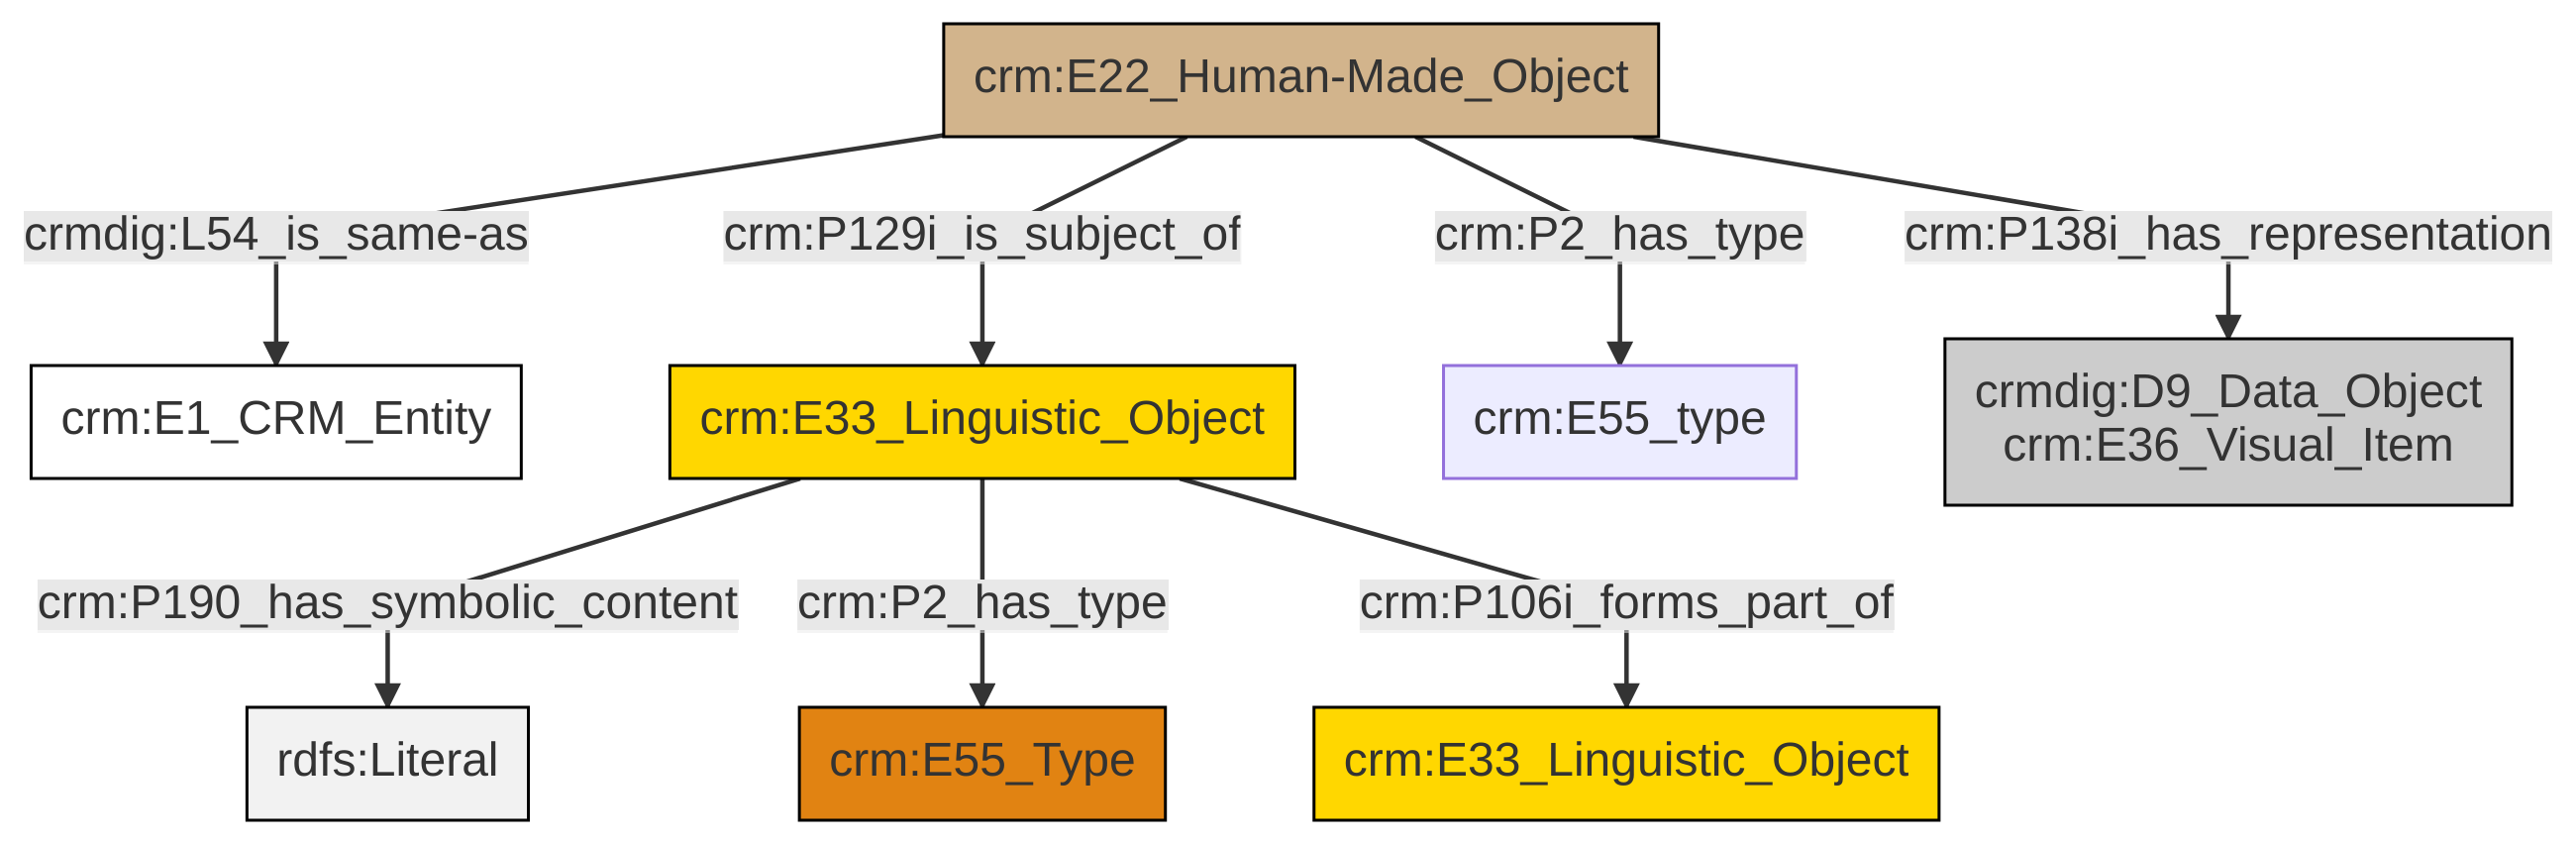 crm:E22_Human-Made_Object
crmdig:L54_is_same-as
crm:P129i_is_subject_of
crm:P2_has_type
crm:P138i_has_representation
crm:E1_CRM_Entity
crm:E33_Linguistic_Object
crm:E55_type
crmdig:D9_Data_Object
crm:E36_Visual_Item
crm:P190_has_symbolic_content
crm:P2_has_type
crm:P106i_forms_part_of
rdfs:Literal
crm:E55_Type
crm:E33_Linguistic_Object